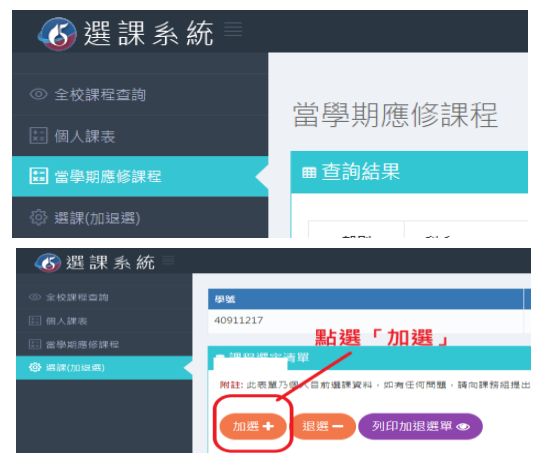 選課系統
全校課程查詢
個人課表
當學期應修課程
選課(加退選)
當學期應修課程
查詢結果
選課系統
全校課程查詢
個人課表
當學期應修課程
選課(加退選)
學號
40911217
點選「加選」
課程選定清單
附註: 此表單乃個人目前選課資料，如有任何問題，請向課務組提出
加選
退選
列印加退選單